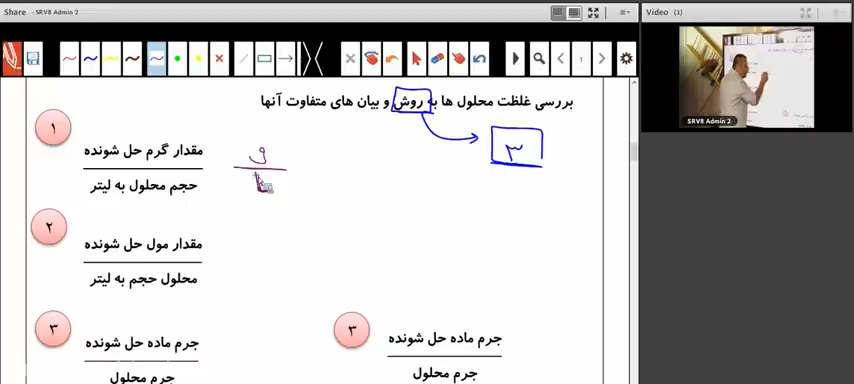 Share - SRV8 Admin 2
Video (1)
SRV8 Admin 2
بررسی غلظت محلول ها به روش و بیان های متفاوت آنها
۳
۱
مقدار گرم حل شونده
حجم محلول به لیتر
g
L
۲
مقدار مول حل شونده
محلول حجم به لیتر
۳
جرم ماده حل شونده
جرم محلول
۳
جرم ماده حل شونده
جرم محلول